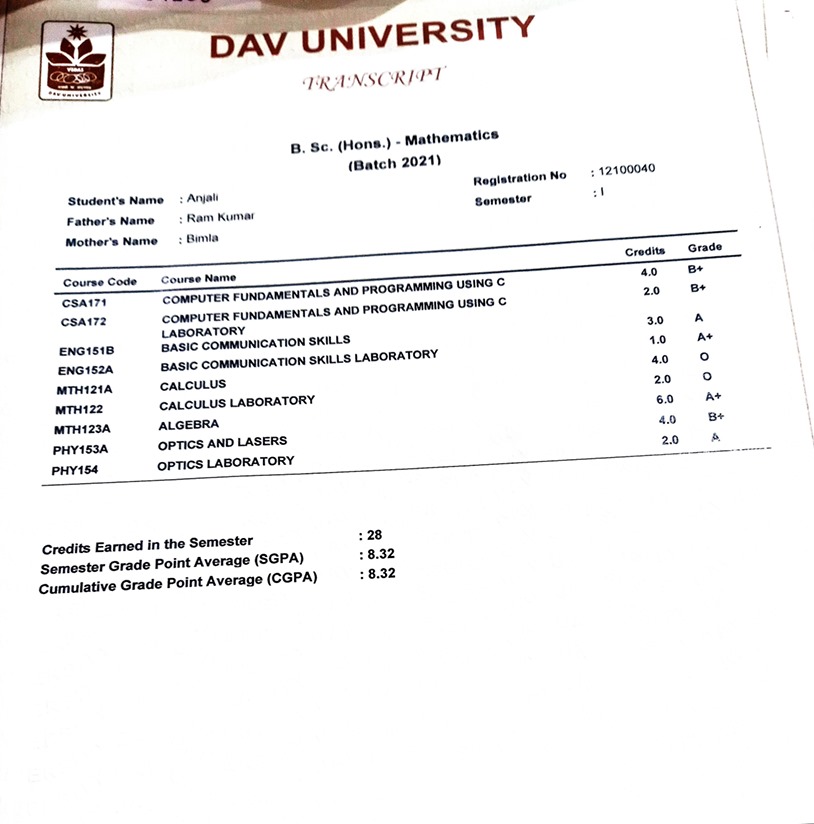 DAV UNIVERSITY
TRANSCRIPT
DAV UNIVERSITY
B. Sc. (Hons.) - Mathematics
(Batch 2021)
Student's Name : Anjali Registration No : 12100040
Father's Name : Ram Kumar Semester : I
Mother's Name : Bimla
Course Code Course Name Credits Grade
CSA171 COMPUTER FUNDAMENTALS AND PROGRAMMING USING C 4.0 B+
CSA172 COMPUTER FUNDAMENTALS AND PROGRAMMING USING C 2.0 B+
LABORATORY
ENG151B BASIC COMMUNICATION SKILLS 3.0 A
ENG152A BASIC COMMUNICATION SKILLS LABORATORY 1.0 A+
MTH121A CALCULUS 4.0 O
MTH122 CALCULUS LABORATORY 2.0 O
MTH123A ALGEBRA 6.0 A+
PHY153A OPTICS AND LASERS 4.0 B+
PHY154 OPTICS LABORATORY 2.0 A
Credits Earned in the Semester : 28
Semester Grade Point Average (SGPA) : 8.32
Cumulative Grade Point Average (CGPA) : 8.32